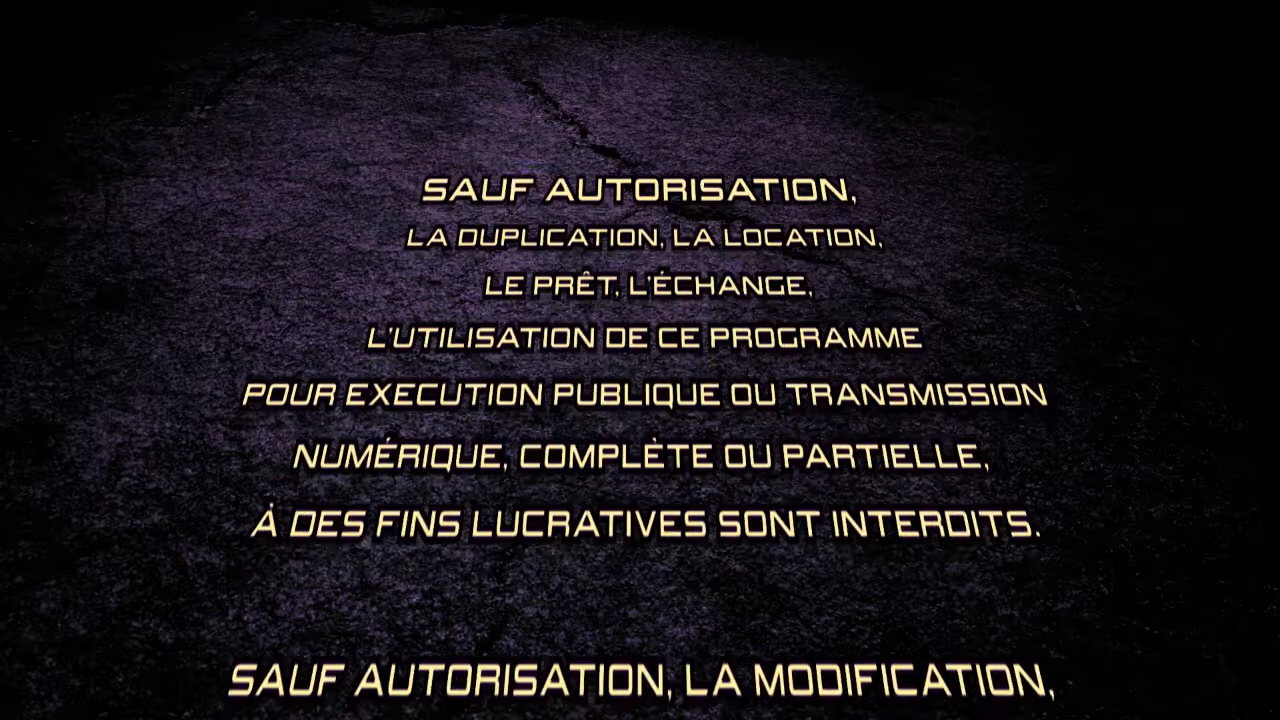 SAUF AUTORISATION,
LA DUPLICATION, LA LOCATION,
LE PRÊT, L'ÉCHANGE,
L'UTILISATION DE CE PROGRAMME
POUR EXECUTION PUBLIQUE OU TRANSMISSION
NUMÉRIQUE, COMPLÈTE OU PARTIELLE,
À DES FINS LUCRATIVES SONT INTERDITS.
SAUF AUTORISATION, LA MODIFICATION,